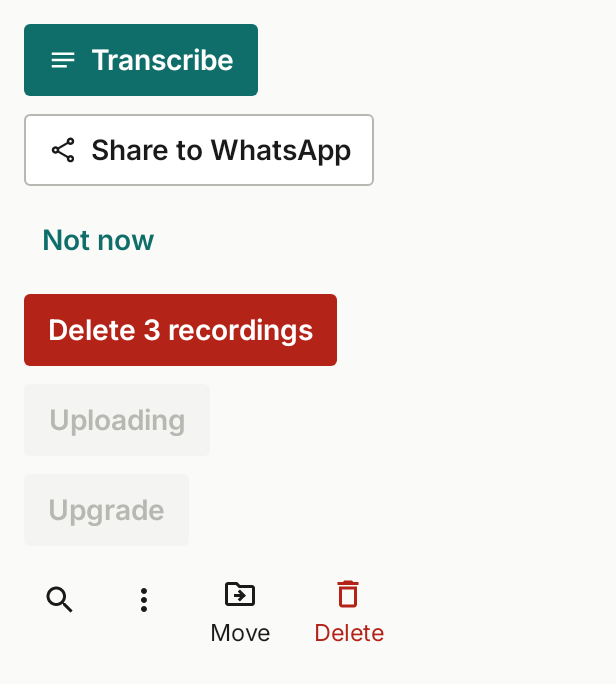 Transcribe
Share to WhatsApp
Not now
Delete 3 recordings
Uploading
Upgrade
Move
Delete